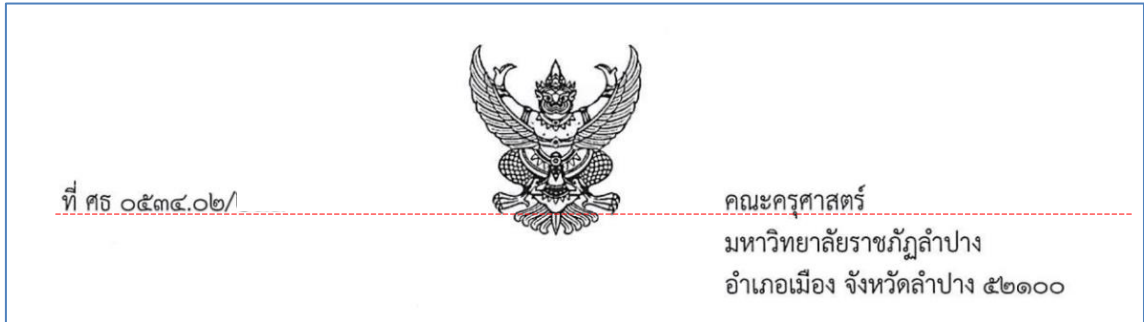 ที่ ศธ ๐๕๓๔.๐๒/
คณะครุศาสตร์
มหาวิทยาลัยราชภัฏลำปาง
อำเภอเมือง จังหวัดลำปาง ๕๒๑๐๐